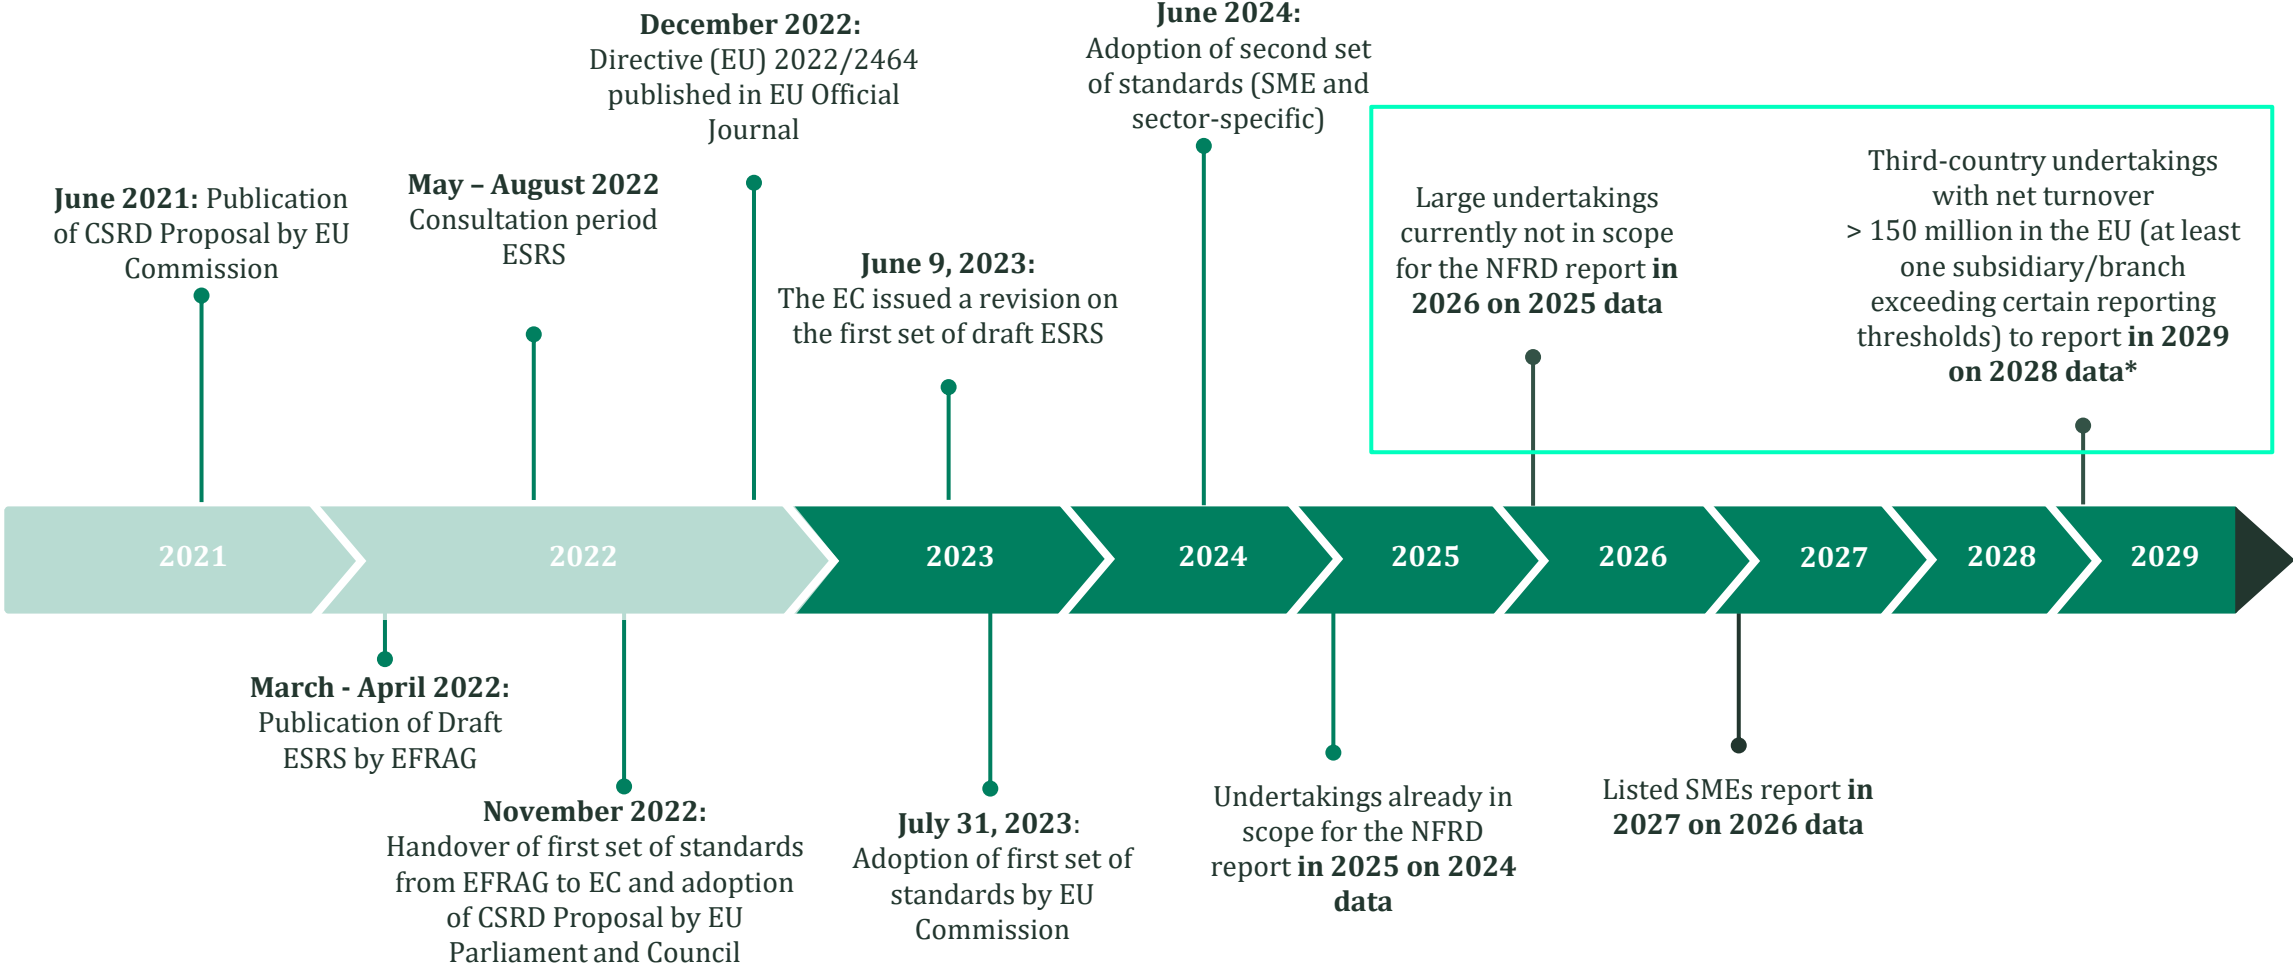 December 2022:
Directive (EU) 2022/2464
published in EU Official
Journal
June 2024:
Adoption of second set
of standards (SME and
sector-specific)
June 2021: Publication
of CSRD Proposal by EU
Commission
May – August 2022
Consultation period
ESRS
June 9, 2023:
The EC issued a revision on
the first set of draft ESRS
Large undertakings
currently not in scope
for the NFRD report in
2026 on 2025 data
Third-country undertakings
with net turnover
> 150 million in the EU (at least
one subsidiary/branch
exceeding certain reporting
thresholds) to report in 2029
on 2028 data*
2021
2022
2023
2024
2025
2026
2027
2028
2029
March - April 2022:
Publication of Draft
ESRS by EFRAG
November 2022:
Handover of first set of standards
from EFRAG to EC and adoption
of CSRD Proposal by EU
Parliament and Council
July 31, 2023:
Adoption of first set of
standards by EU
Commission
Undertakings already in
scope for the NFRD
report in 2025 on 2024
data
Listed SMEs report in
2027 on 2026 data